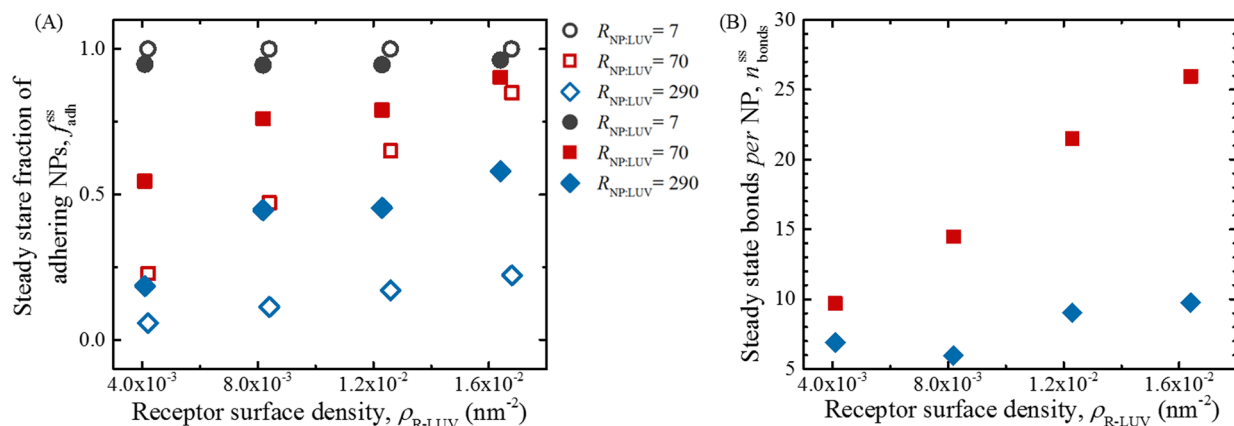 (A)
1.0
0.5
0.0
Steady stare fraction of
adhering NPs, f_adh^ss
4.0x10⁻³ 8.0x10⁻³ 1.2x10⁻² 1.6x10⁻²
Receptor surface density, ρ_R-LUV (nm⁻²)
R_NP:LUV= 7
R_NP:LUV= 70
R_NP:LUV= 290
R_NP:LUV= 7
R_NP:LUV= 70
R_NP:LUV= 290
(B)
30
25
20
15
10
5
Steady state bonds per NP, n_bonds^ss
4.0x10⁻³ 8.0x10⁻³ 1.2x10⁻² 1.6x10⁻²
Receptor surface density, ρ_R-LUV (nm⁻²)